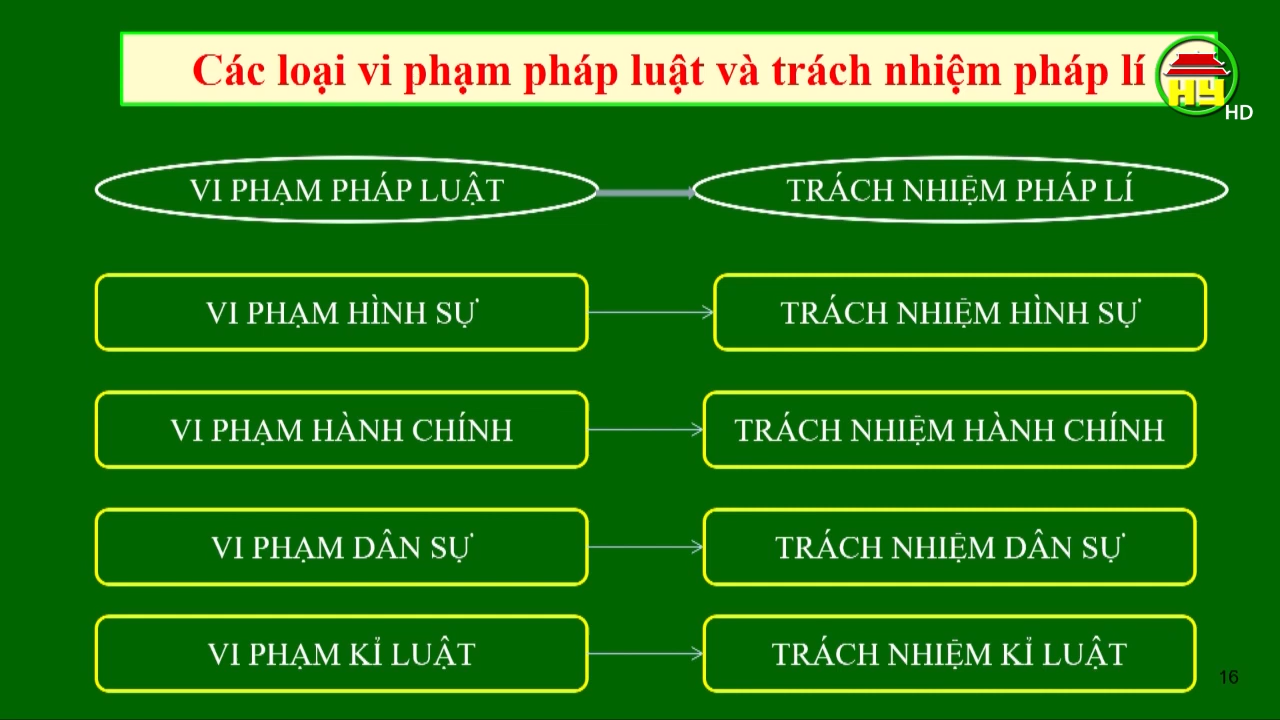 Các loại vi phạm pháp luật và trách nhiệm pháp lí
HY
HD
VI PHẠM PHÁP LUẬT
TRÁCH NHIỆM PHÁP LÍ
VI PHẠM HÌNH SỰ
TRÁCH NHIỆM HÌNH SỰ
VI PHẠM HÀNH CHÍNH
TRÁCH NHIỆM HÀNH CHÍNH
VI PHẠM DÂN SỰ
TRÁCH NHIỆM DÂN SỰ
VI PHẠM KỈ LUẬT
TRÁCH NHIỆM KỈ LUẬT
16